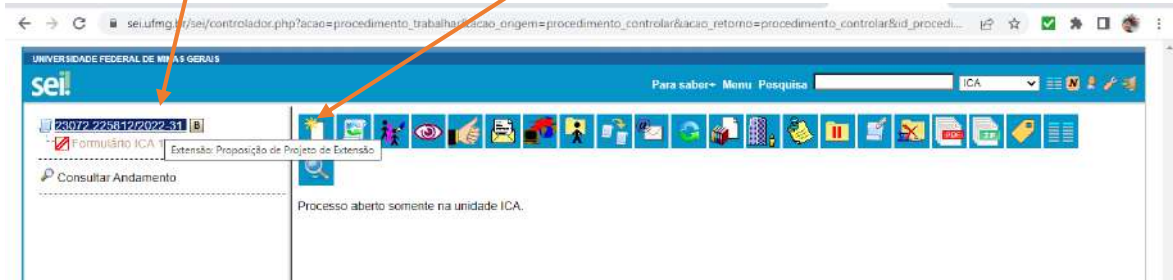 sei.ufmg.br/sei/controlador.php?acao=procedimento_trabalhar&acao_origem=procedimento_controlar&acao_retorno=procedimento_controlar&id_procedi...
UNIVERSIDADE FEDERAL DE MINAS GERAIS
sei!
Para saber+ Menu Pesquisa
ICA
23072.225612/2022-31
Formulário ICA 1
Extensão: Proposição de Projeto de Extensão
Consultar Andamento
Processo aberto somente na unidade ICA.